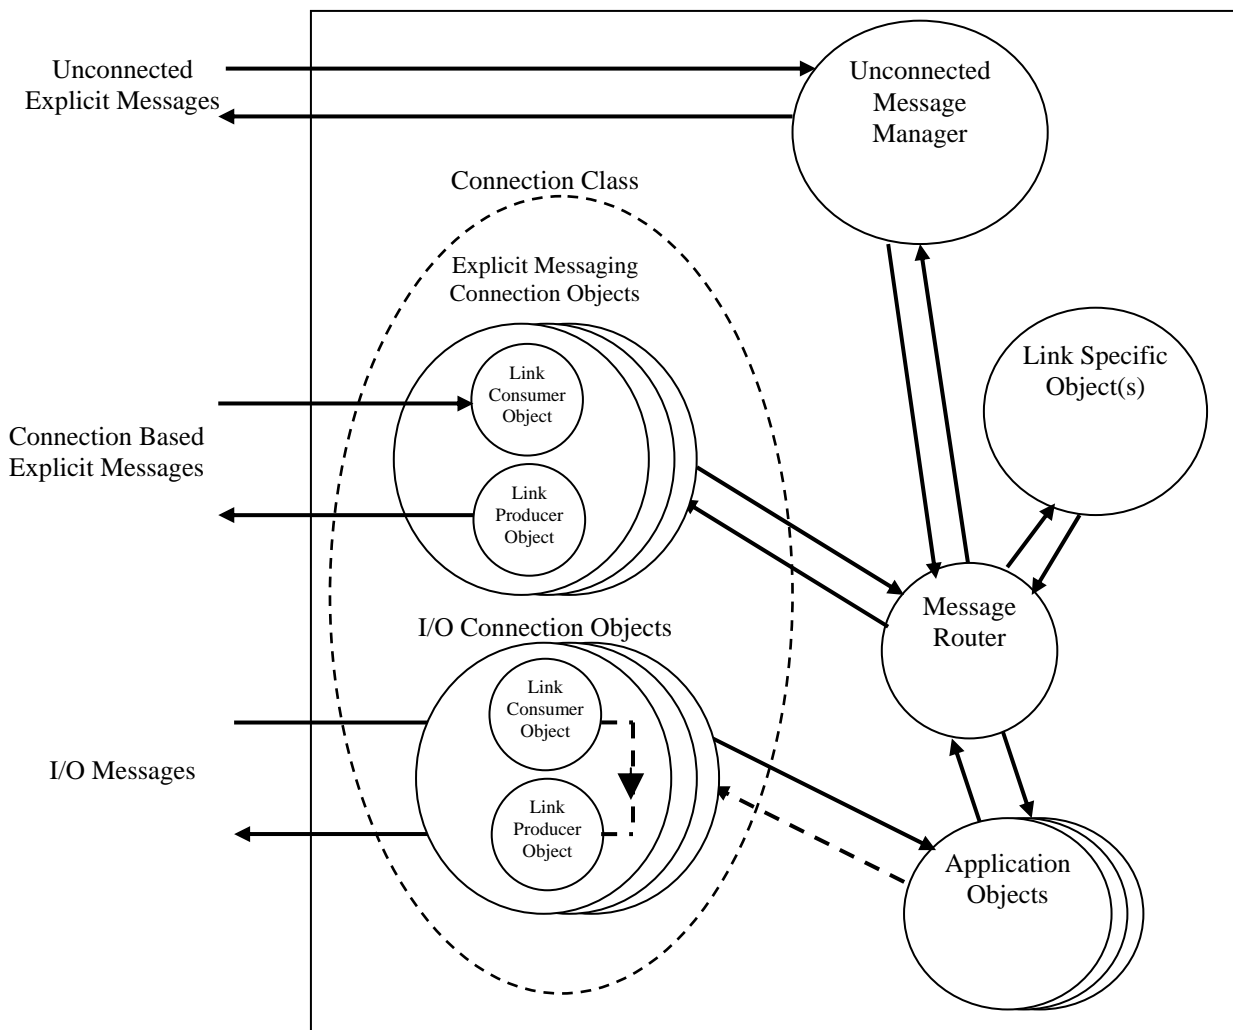 Unconnected
Explicit Messages
Unconnected
Message
Manager
Connection Class
Explicit Messaging
Connection Objects
Link Specific
Object(s)
Link
Consumer
Object
Connection Based
Explicit Messages
Link
Producer
Object
Message
Router
I/O Connection Objects
Link
Consumer
Object
I/O Messages
Link
Producer
Object
Application
Objects